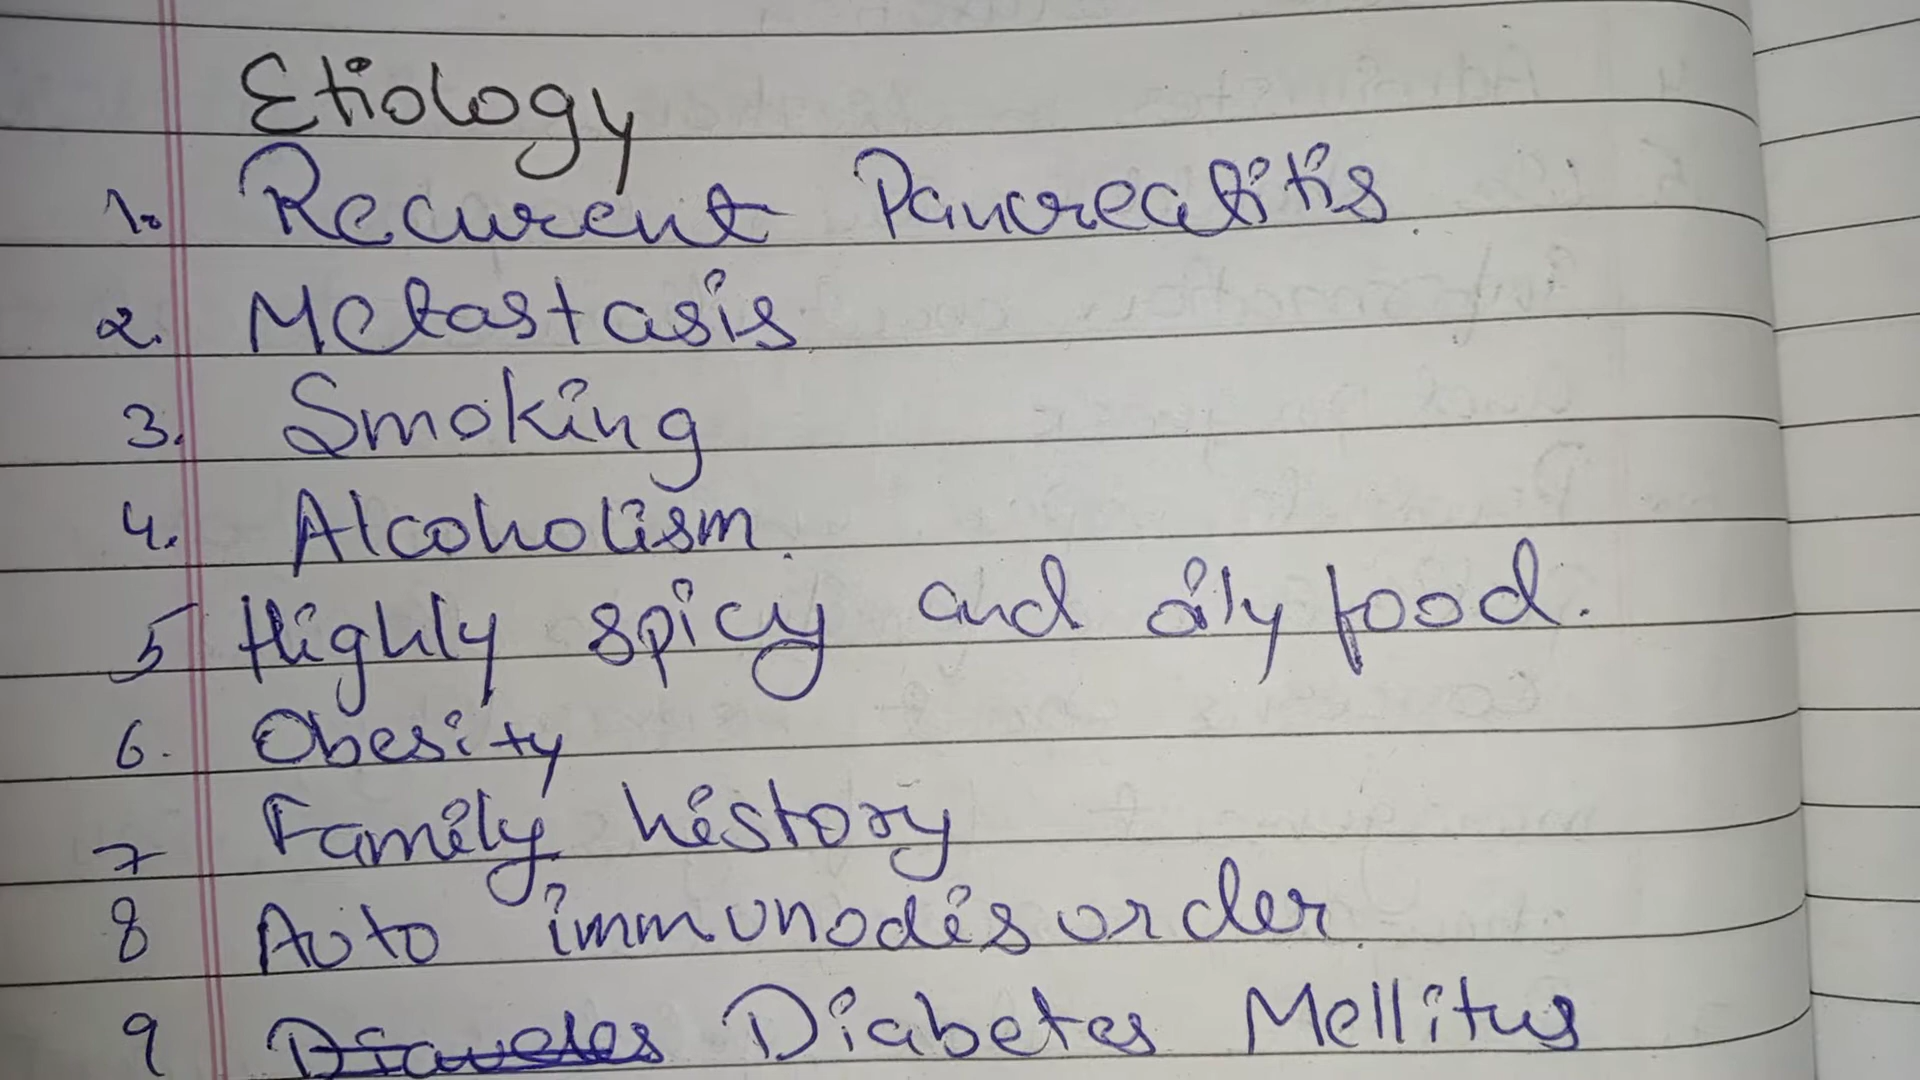 Etiology
1. Recurent Pancreatitis
2. Metastasis
3. Smoking
4. Alcoholism.
5 Highly spicy and oily food.
6. Obesity
7 Family history
8 Auto immunodisorder.
9 Diabetes Mellitus